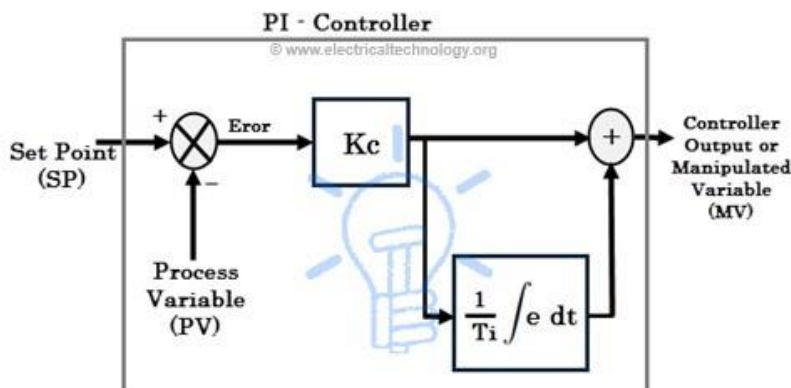 PI - Controller
© www.electricaltechnology.org
+
Eror
Set Point
(SP)
−
Kc
+
Controller
Output or
Manipulated
Variable
(MV)
Process
Variable
(PV)
1/Ti ∫e dt